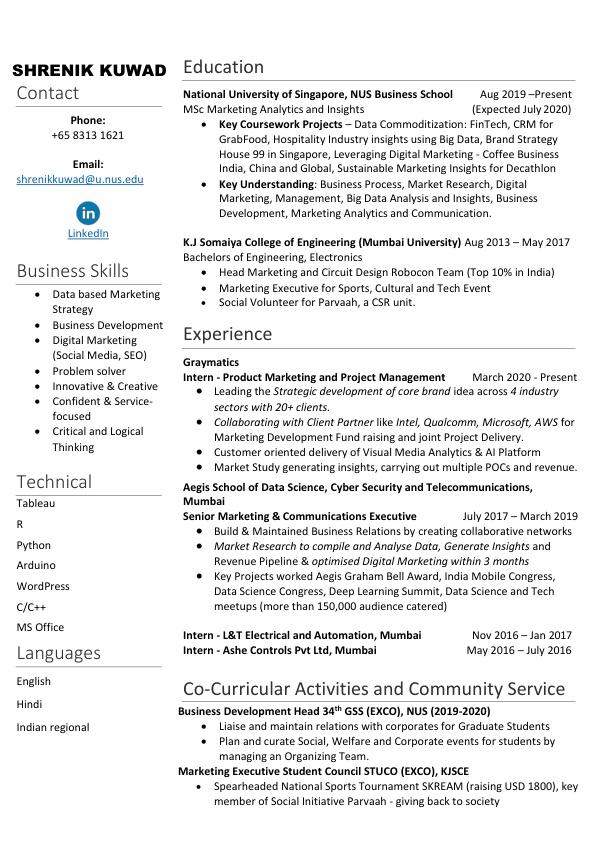 SHRENIK KUWAD
Contact
Phone:
+65 8313 1621
Email:
shrenikkuwad@u.nus.edu
in
LinkedIn
Business Skills
• Data based Marketing
Strategy
• Business Development
• Digital Marketing
(Social Media, SEO)
• Problem solver
• Innovative & Creative
• Confident & Service-
focused
• Critical and Logical
Thinking
Technical
Tableau
R
Python
Arduino
WordPress
C/C++
MS Office
Languages
English
Hindi
Indian regional
Education
National University of Singapore, NUS Business School Aug 2019 –Present
MSc Marketing Analytics and Insights (Expected July 2020)
• Key Coursework Projects – Data Commoditization: FinTech, CRM for
GrabFood, Hospitality Industry insights using Big Data, Brand Strategy
House 99 in Singapore, Leveraging Digital Marketing - Coffee Business
India, China and Global, Sustainable Marketing Insights for Decathlon
• Key Understanding: Business Process, Market Research, Digital
Marketing, Management, Big Data Analysis and Insights, Business
Development, Marketing Analytics and Communication.
K.J Somaiya College of Engineering (Mumbai University) Aug 2013 – May 2017
Bachelors of Engineering, Electronics
• Head Marketing and Circuit Design Robocon Team (Top 10% in India)
• Marketing Executive for Sports, Cultural and Tech Event
• Social Volunteer for Parvaah, a CSR unit.
Experience
Graymatics
Intern - Product Marketing and Project Management March 2020 - Present
• Leading the Strategic development of core brand idea across 4 industry
sectors with 20+ clients.
• Collaborating with Client Partner like Intel, Qualcomm, Microsoft, AWS for
Marketing Development Fund raising and joint Project Delivery.
• Customer oriented delivery of Visual Media Analytics & AI Platform
• Market Study generating insights, carrying out multiple POCs and revenue.
Aegis School of Data Science, Cyber Security and Telecommunications,
Mumbai
Senior Marketing & Communications Executive July 2017 – March 2019
• Build & Maintained Business Relations by creating collaborative networks
• Market Research to compile and Analyse Data, Generate Insights and
Revenue Pipeline & optimised Digital Marketing within 3 months
• Key Projects worked Aegis Graham Bell Award, India Mobile Congress,
Data Science Congress, Deep Learning Summit, Data Science and Tech
meetups (more than 150,000 audience catered)
Intern - L&T Electrical and Automation, Mumbai Nov 2016 – Jan 2017
Intern - Ashe Controls Pvt Ltd, Mumbai May 2016 – July 2016
Co-Curricular Activities and Community Service
Business Development Head 34th GSS (EXCO), NUS (2019-2020)
• Liaise and maintain relations with corporates for Graduate Students
• Plan and curate Social, Welfare and Corporate events for students by
managing an Organizing Team.
Marketing Executive Student Council STUCO (EXCO), KJSCE
• Spearheaded National Sports Tournament SKREAM (raising USD 1800), key
member of Social Initiative Parvaah - giving back to society